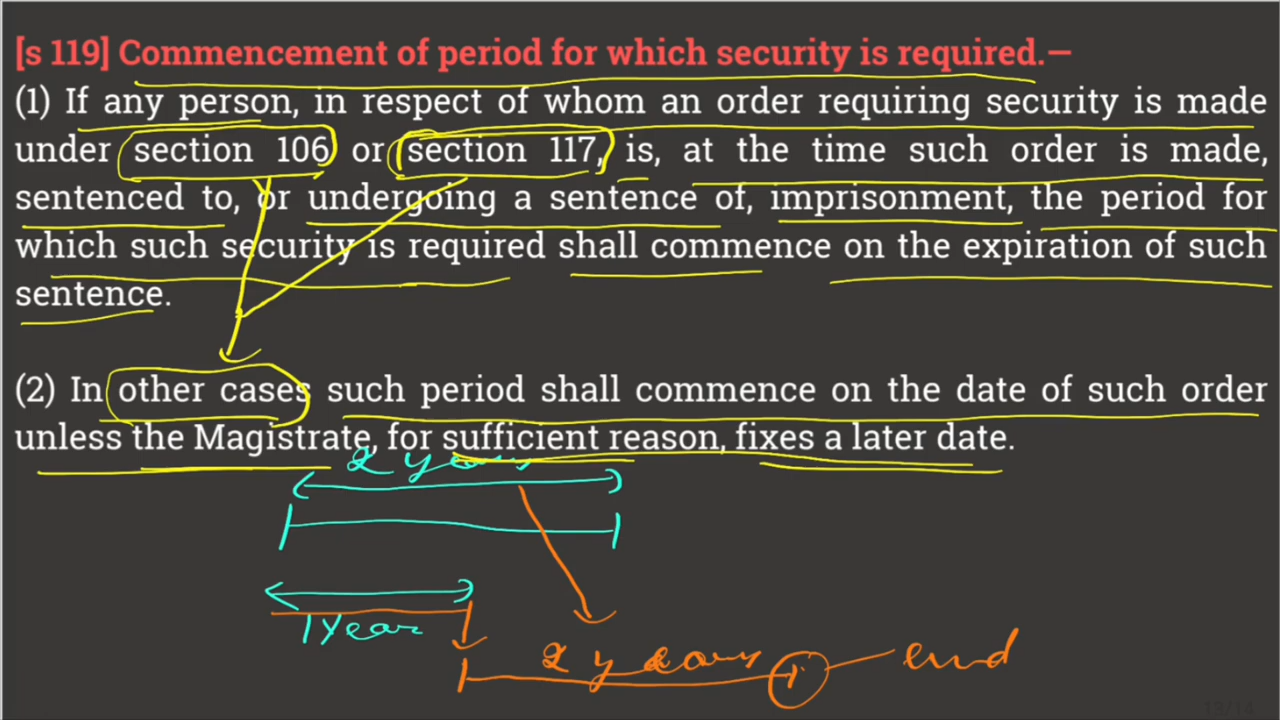 [s 119] Commencement of period for which security is required.—
(1) If any person, in respect of whom an order requiring security is made
under section 106 or section 117, is, at the time such order is made,
sentenced to, or undergoing a sentence of, imprisonment, the period for
which such security is required shall commence on the expiration of such
sentence.
(2) In other cases such period shall commence on the date of such order
unless the Magistrate, for sufficient reason, fixes a later date.
2 years
1 Year
2 years
end
13/14